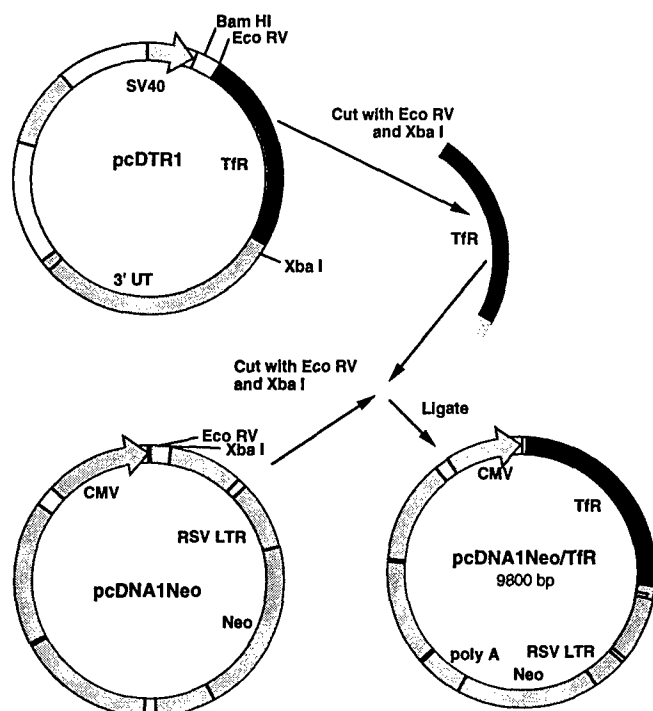 Bam HI
Eco RV
SV40
Cut with Eco RV
and Xba I
pcDTR1
TfR
TfR
Xba I
3' UT
Cut with Eco RV
and Xba I
Ligate
Eco RV
Xba I
CMV
CMV
TfR
RSV LTR
pcDNA1Neo/TfR
9800 bp
pcDNA1Neo
Neo
poly A
RSV LTR
Neo